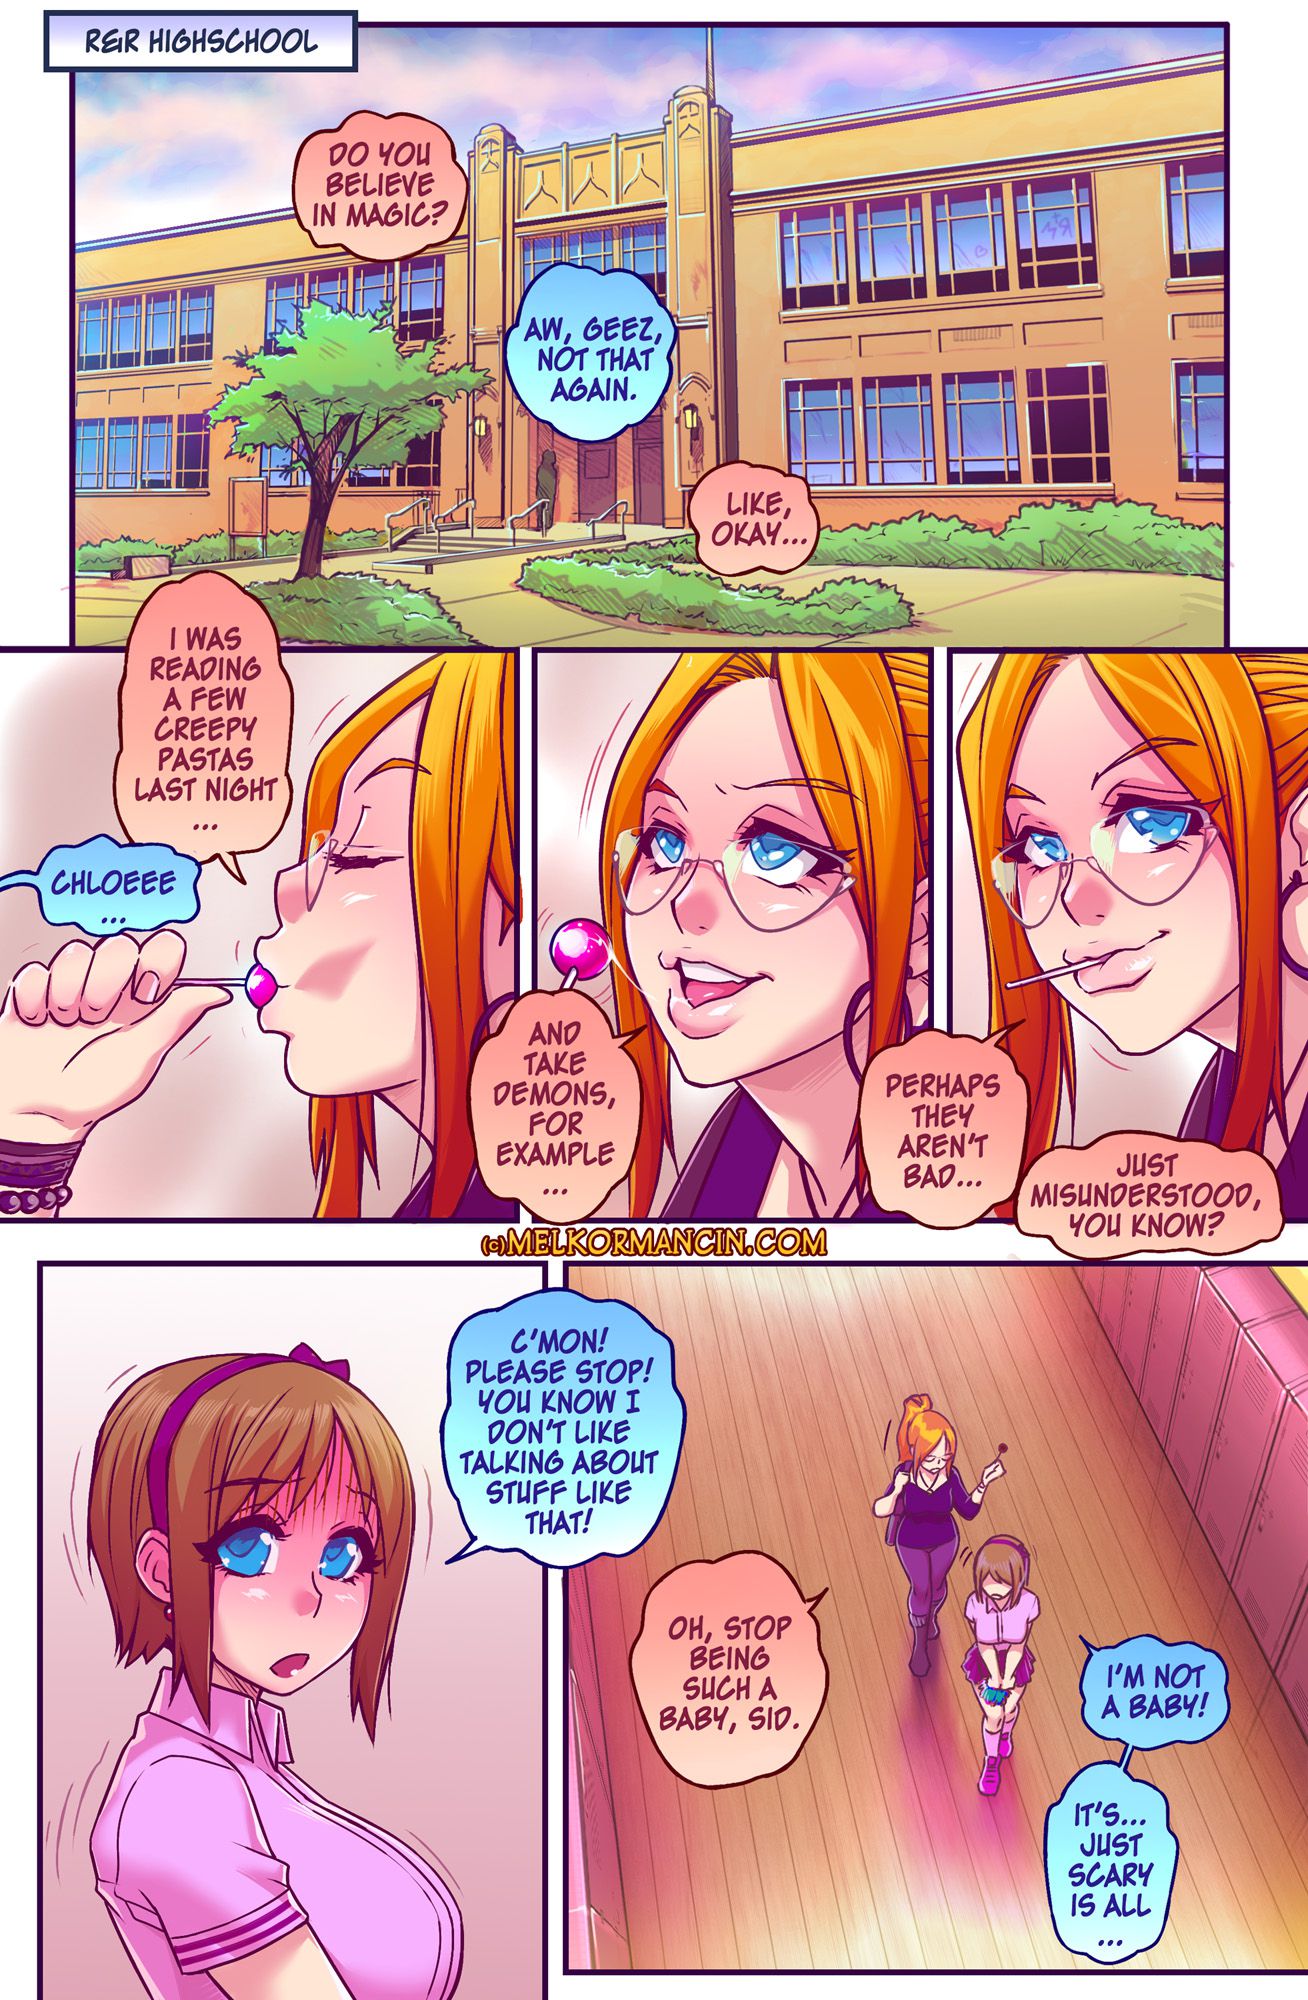 R&R HIGHSCHOOL
DO YOU
BELIEVE
IN MAGIC?
AW, GEEZ,
NOT THAT
AGAIN.
LIKE,
OKAY...
I WAS
READING
A FEW
CREEPY
PASTAS
LAST NIGHT
...
CHLOEEE
...
AND
TAKE
DEMONS,
FOR
EXAMPLE
...
PERHAPS
THEY
AREN'T
BAD...
JUST
MISUNDERSTOOD,
YOU KNOW?
(C)MELKORMANCIN.COM
C'MON!
PLEASE STOP!
YOU KNOW I
DON'T LIKE
TALKING ABOUT
STUFF LIKE
THAT!
OH, STOP
BEING
SUCH A
BABY, SID.
I'M NOT
A BABY!
IT'S...
JUST
SCARY
IS ALL
...